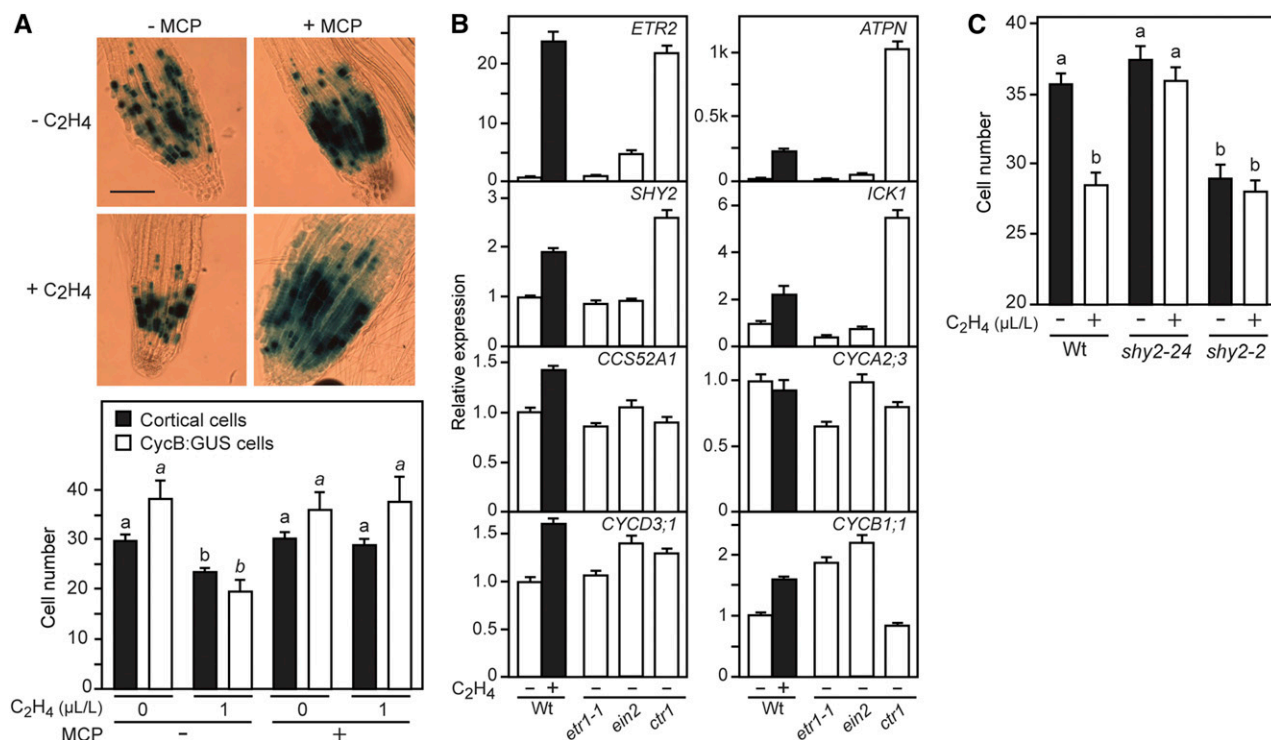 A
- MCP
+ MCP
- C2H4
+ C2H4
Cortical cells
CycB:GUS cells
Cell number
40
30
20
10
0
a
a
b
b
a
a
a
a
C2H4 (µL/L)
0
1
0
1
MCP
−
+
B
Relative expression
ETR2
20
10
0
ATPN
1k
0.5k
0
SHY2
2
1
0
ICK1
6
4
2
0
CCS52A1
1.5
1.0
0.5
0
CYCA2;3
1.0
0.5
0
CYCD3;1
1.5
1.0
0.5
0
CYCB1;1
2
1
0
C2H4
− + − − −
− + − − −
Wt
etr1-1
ein2
ctr1
Wt
etr1-1
ein2
ctr1
C
Cell number
40
35
30
25
20
a
b
a
a
b
b
C2H4 (µL/L)
− + − + − +
Wt shy2-24 shy2-2